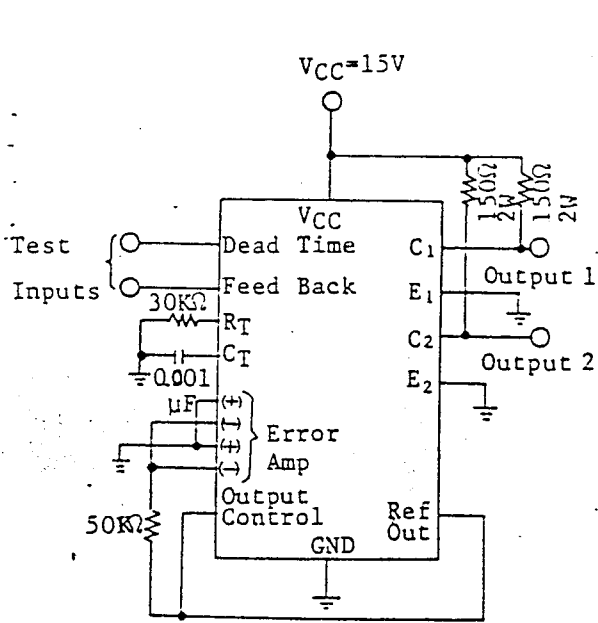 VCC=15V
150Ω
2W
150Ω
2W
VCC
Test
Inputs
Dead Time
Feed Back
30KΩ
RT
CT
0.001
μF
(+)
(−)
(+)
(−)
Error
Amp
Output
Control
50KΩ
GND
C1
Output 1
E1
C2
Output 2
E2
Ref
Out